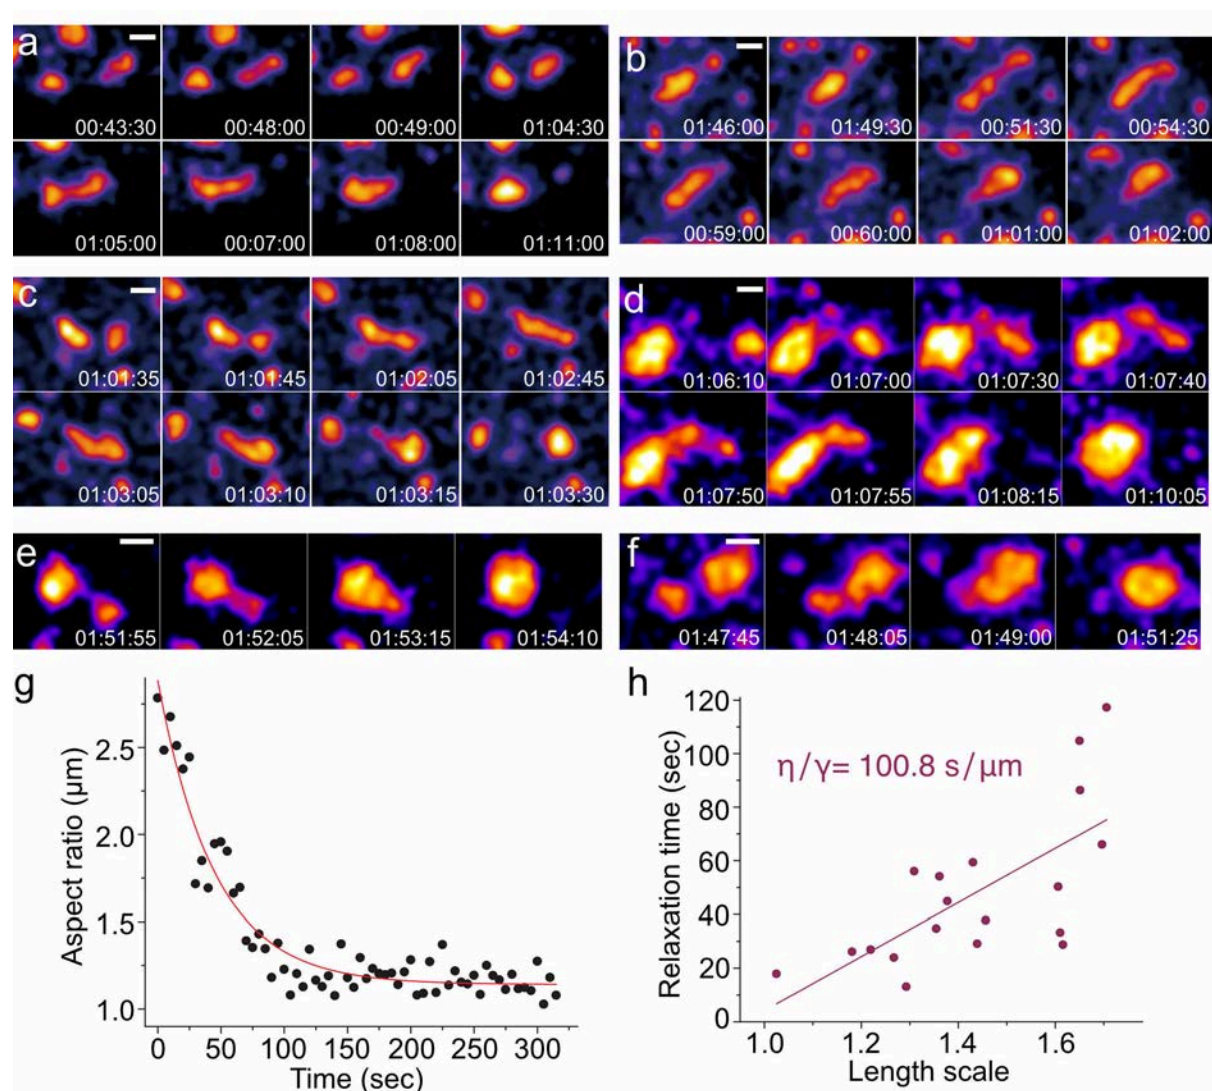 a
00:43:30 00:48:00 00:49:00 01:04:30
01:05:00 00:07:00 01:08:00 01:11:00
b
01:46:00 01:49:30 00:51:30 00:54:30
00:59:00 00:60:00 01:01:00 01:02:00
c
01:01:35 01:01:45 01:02:05 01:02:45
01:03:05 01:03:10 01:03:15 01:03:30
d
01:06:10 01:07:00 01:07:30 01:07:40
01:07:50 01:07:55 01:08:15 01:10:05
e
01:51:55 01:52:05 01:53:15 01:54:10
f
01:47:45 01:48:05 01:49:00 01:51:25
g
Aspect ratio (μm)
2.5
2.0
1.5
1.0
0 50 100 150 200 250 300
Time (sec)
h
Relaxation time (sec)
120
100
80
60
40
20
0
η/γ= 100.8 s/μm
1.0 1.2 1.4 1.6
Length scale